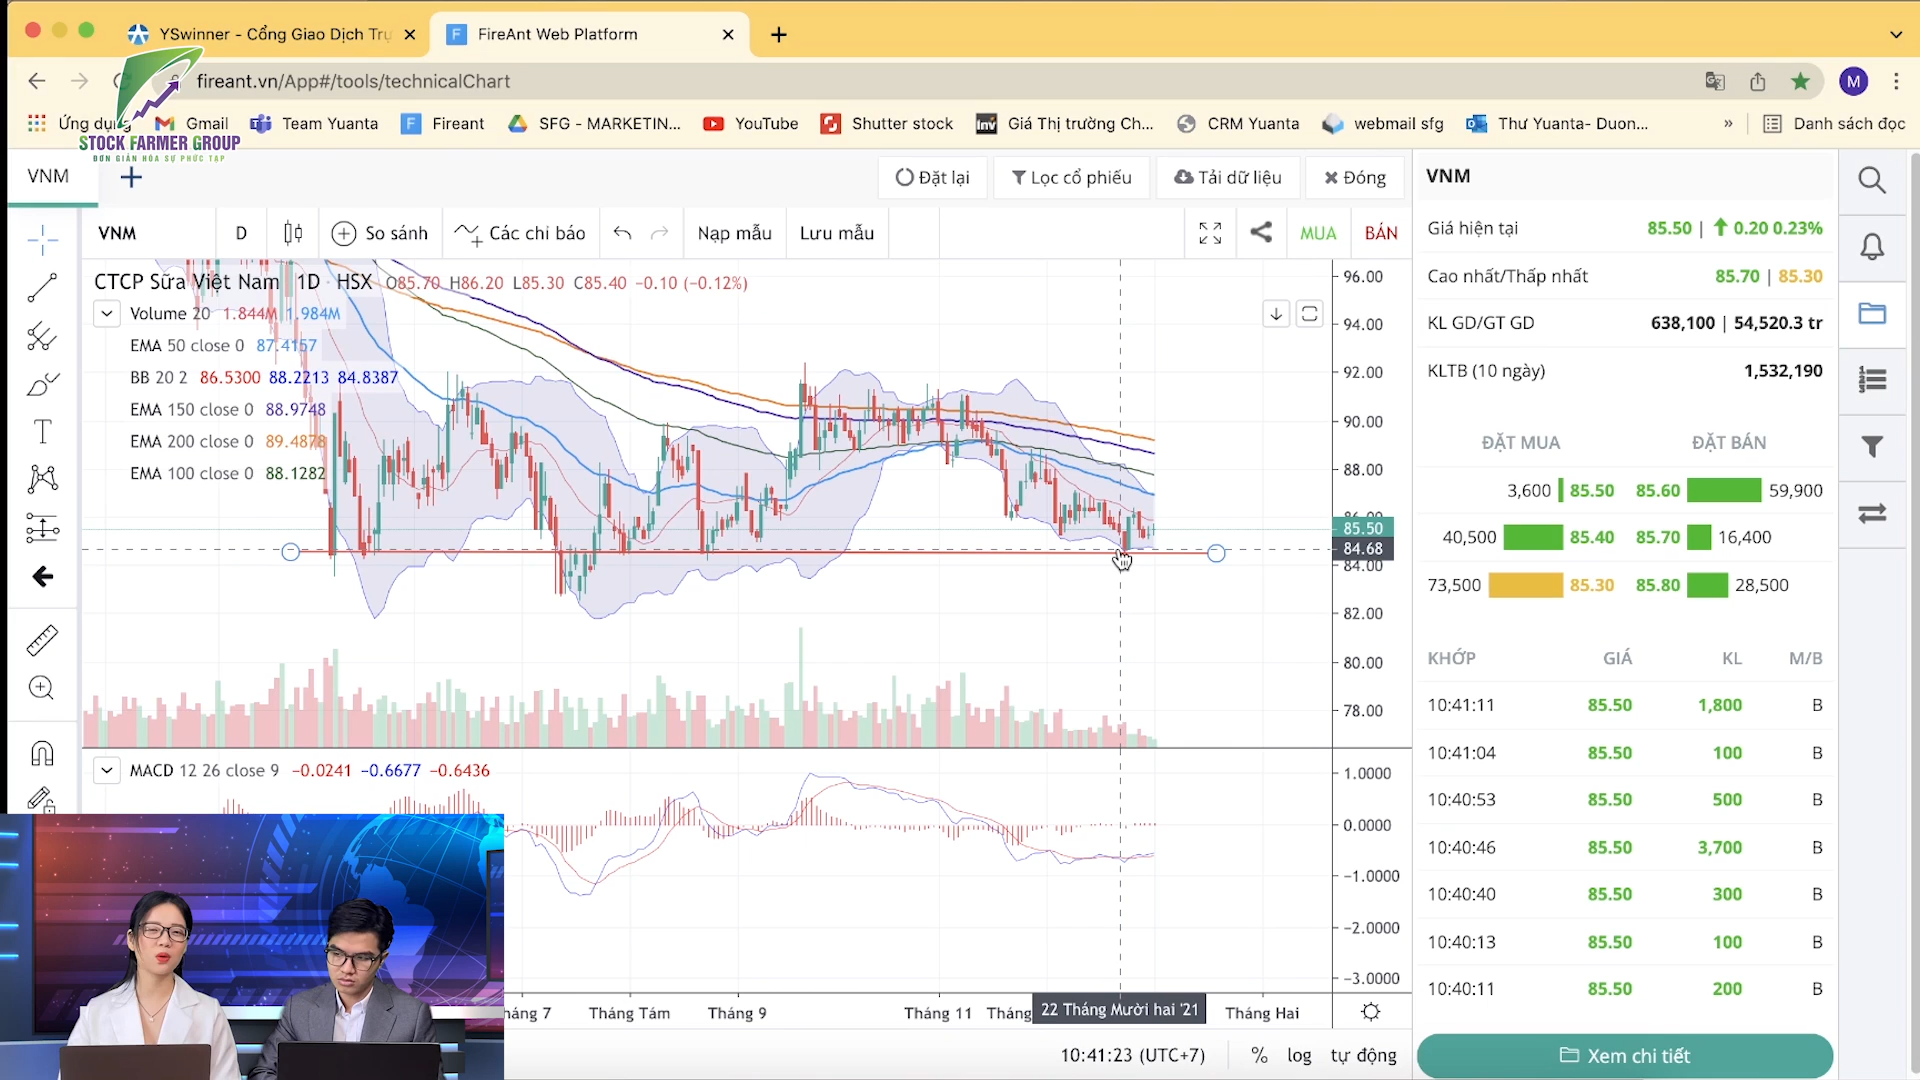 YSwinner - Cổng Giao Dịch Trự
FireAnt Web Platform
fireant.vn/App#/tools/technicalChart
M
Ứng dụng
Gmail
Team Yuanta
Fireant
SFG - MARKETIN...
YouTube
Shutter stock
Giá Thị trường Ch...
CRM Yuanta
webmail sfg
Thư Yuanta- Duon...
»
Danh sách đọc
STOCK FARMER GROUP
ĐƠN GIẢN HÓA SỰ PHỨC TẠP
VNM
Đặt lại
Lọc cổ phiếu
Tải dữ liệu
Đóng
VNM
D
So sánh
Các chỉ báo
Nạp mẫu
Lưu mẫu
MUA
BÁN
CTCP Sữa Việt Nam 1D HSX O85.70 H86.20 L85.30 C85.40 −0.10 (−0.12%)
Volume 20 1.844M 1.984M
EMA 50 close 0 87.4157
BB 20 2 86.5300 88.2213 84.8387
EMA 150 close 0 88.9748
EMA 200 close 0 89.4878
EMA 100 close 0 88.1282
96.00
94.00
92.00
90.00
88.00
86.00
85.50
84.68
84.00
82.00
80.00
78.00
MACD 12 26 close 9 −0.0241 −0.6677 −0.6436
1.0000
0.0000
−1.0000
−2.0000
−3.0000
háng 7
Tháng Tám
Tháng 9
Tháng 11
Tháng
22 Tháng Mười hai '21
Tháng Hai
10:41:23 (UTC+7)
%
log
tự động
VNM
Giá hiện tại 85.50 | 0.20 0.23%
Cao nhất/Thấp nhất 85.70 | 85.30
KL GD/GT GD 638,100 | 54,520.3 tr
KLTB (10 ngày) 1,532,190
ĐẶT MUA ĐẶT BÁN
3,600 85.50 85.60 59,900
40,500 85.40 85.70 16,400
73,500 85.30 85.80 28,500
KHỚP GIÁ KL M/B
10:41:11 85.50 1,800 B
10:41:04 85.50 100 B
10:40:53 85.50 500 B
10:40:46 85.50 3,700 B
10:40:40 85.50 300 B
10:40:13 85.50 100 B
10:40:11 85.50 200 B
Xem chi tiết